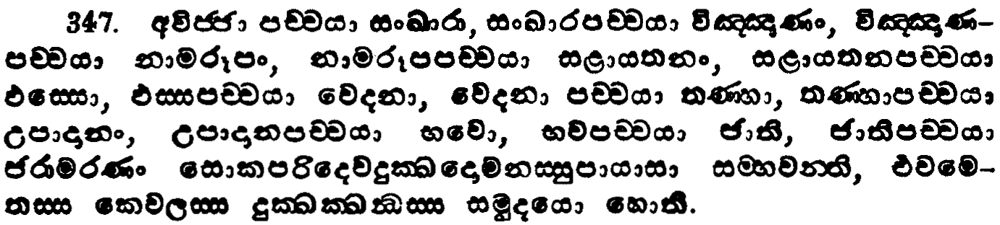 347. අවිජ්ජා පච්චයා සංඛාරා, සංඛාරපච්චයා විඤ්ඤාණං, විඤ්ඤාණ-
පච්චයා නාමරූපං, නාමරූපපච්චයා සළායතනං, සළායතනපච්චයා
ඵස්සො, ඵස්සපච්චයා වෙදනා, වෙදනා පච්චයා තණ්හා, තණ්හාපච්චයා
උපාදානං, උපාදානපච්චයා භවො, භවපච්චයා ජාති, ජාතිපච්චයා
ජරාමරණං සොකපරිදෙවදුක්ඛදොමනස්සුපායාසා සම්භවන්ති, එවමෙ-
තස්ස කෙවලස්ස දුක්ඛක්ඛන්ධස්ස සමුදයො හොති.